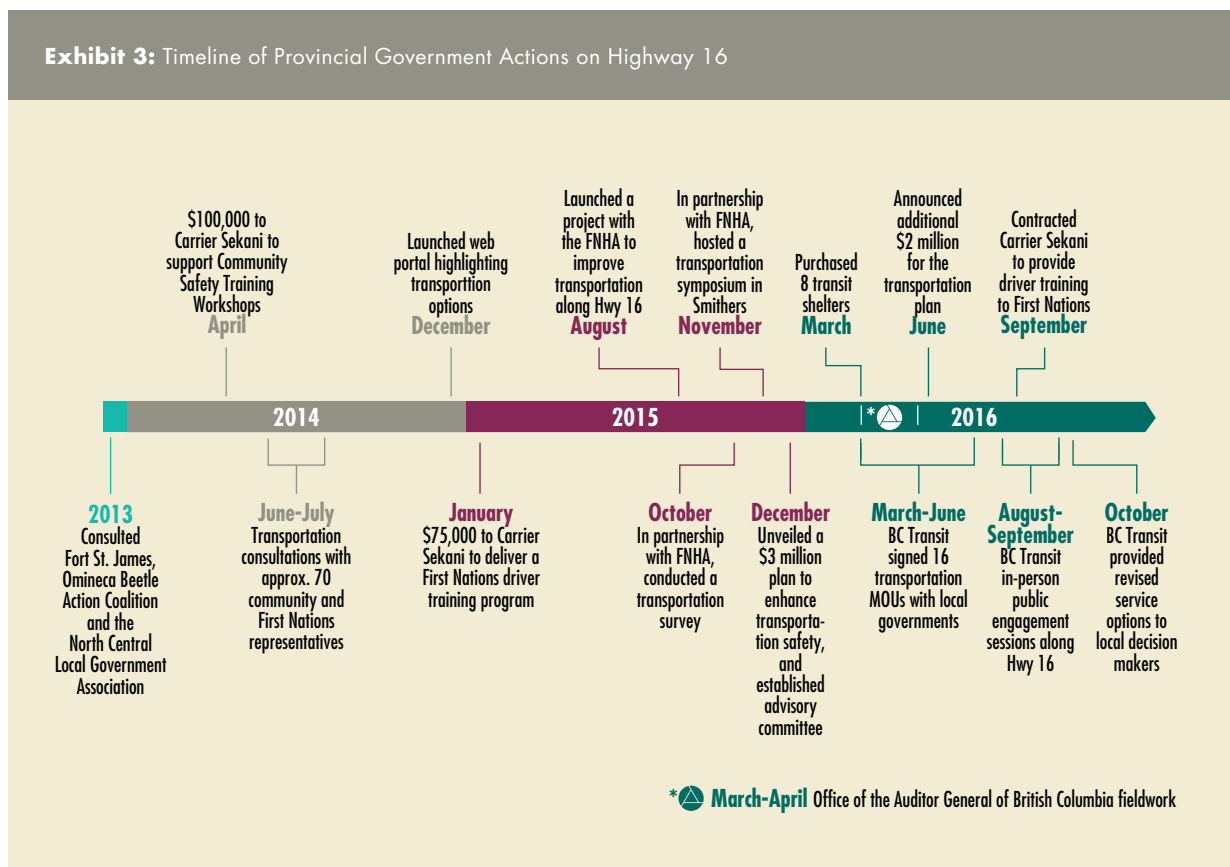 Exhibit 3: Timeline of Provincial Government Actions on Highway 16
$100,000 to
Carrier Sekani to
support Community
Safety Training
Workshops
April
Launched web
portal highlighting
transporttion
options
December
Launched a
project with
the FNHA to
improve
transportation
along Hwy 16
August
In partnership
with FNHA,
hosted a
transportation
symposium in
Smithers
November
Purchased
8 transit
shelters
March
Announced
additional
$2 million
for the
transportation
plan
June
Contracted
Carrier Sekani
to provide
driver training
to First Nations
September
2014
2015
*
2016
2013
Consulted
Fort St. James,
Omineca Beetle
Action Coalition
and the
North Central
Local Government
Association
June-July
Transportation
consultations with
approx. 70
community and
First Nations
representatives
January
$75,000 to Carrier
Sekani to deliver a
First Nations driver
training program
October
In partnership
with FNHA,
conducted a
transportation
survey
December
Unveiled a
$3 million
plan to
enhance
transporta-
tion safety,
and
established
advisory
committee
March-June
BC Transit
signed 16
transportation
MOUs with local
governments
August-
September
BC Transit
in-person
public
engagement
sessions along
Hwy 16
October
BC Transit
provided
revised
service
options to
local decision
makers
* March-April Office of the Auditor General of British Columbia fieldwork